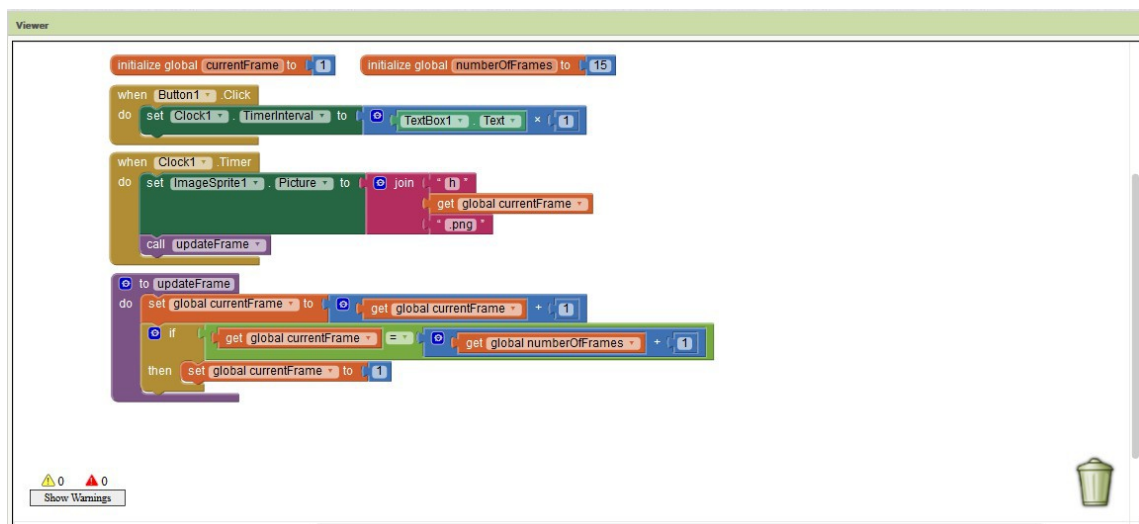 Viewer
initialize global currentFrame to 1 initialize global numberOfFrames to 15
when Button1 .Click
do set Clock1 . TimerInterval to TextBox1 . Text × 1
when Clock1 .Timer
do set ImageSprite1 . Picture to join " h "
get global currentFrame
" .png "
call updateFrame
to updateFrame
do set global currentFrame to get global currentFrame + 1
if get global currentFrame = get global numberOfFrames + 1
then set global currentFrame to 1
0 0
Show Warnings